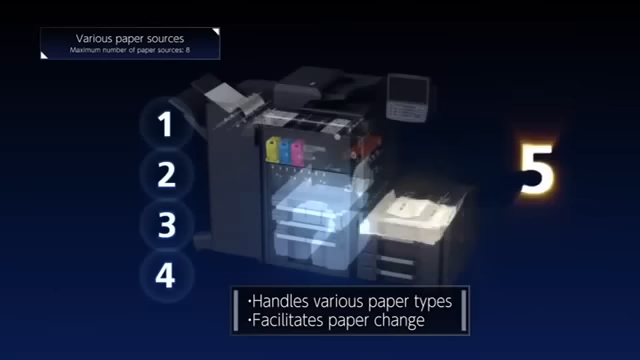 Various paper sources
Maximum number of paper sources: 8
1
2
3
4
5
・Handles various paper types
・Facilitates paper change